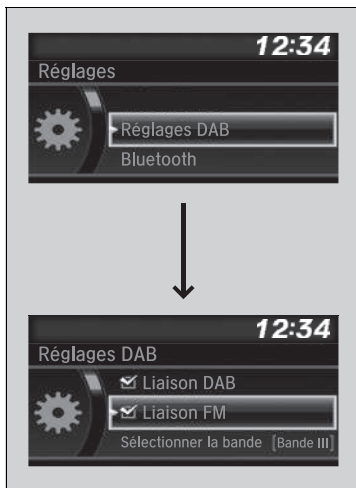 12:34
Réglages
Réglages DAB
Bluetooth
12:34
Réglages DAB
Liaison DAB
Liaison FM
Sélectionner la bande [Bande III]